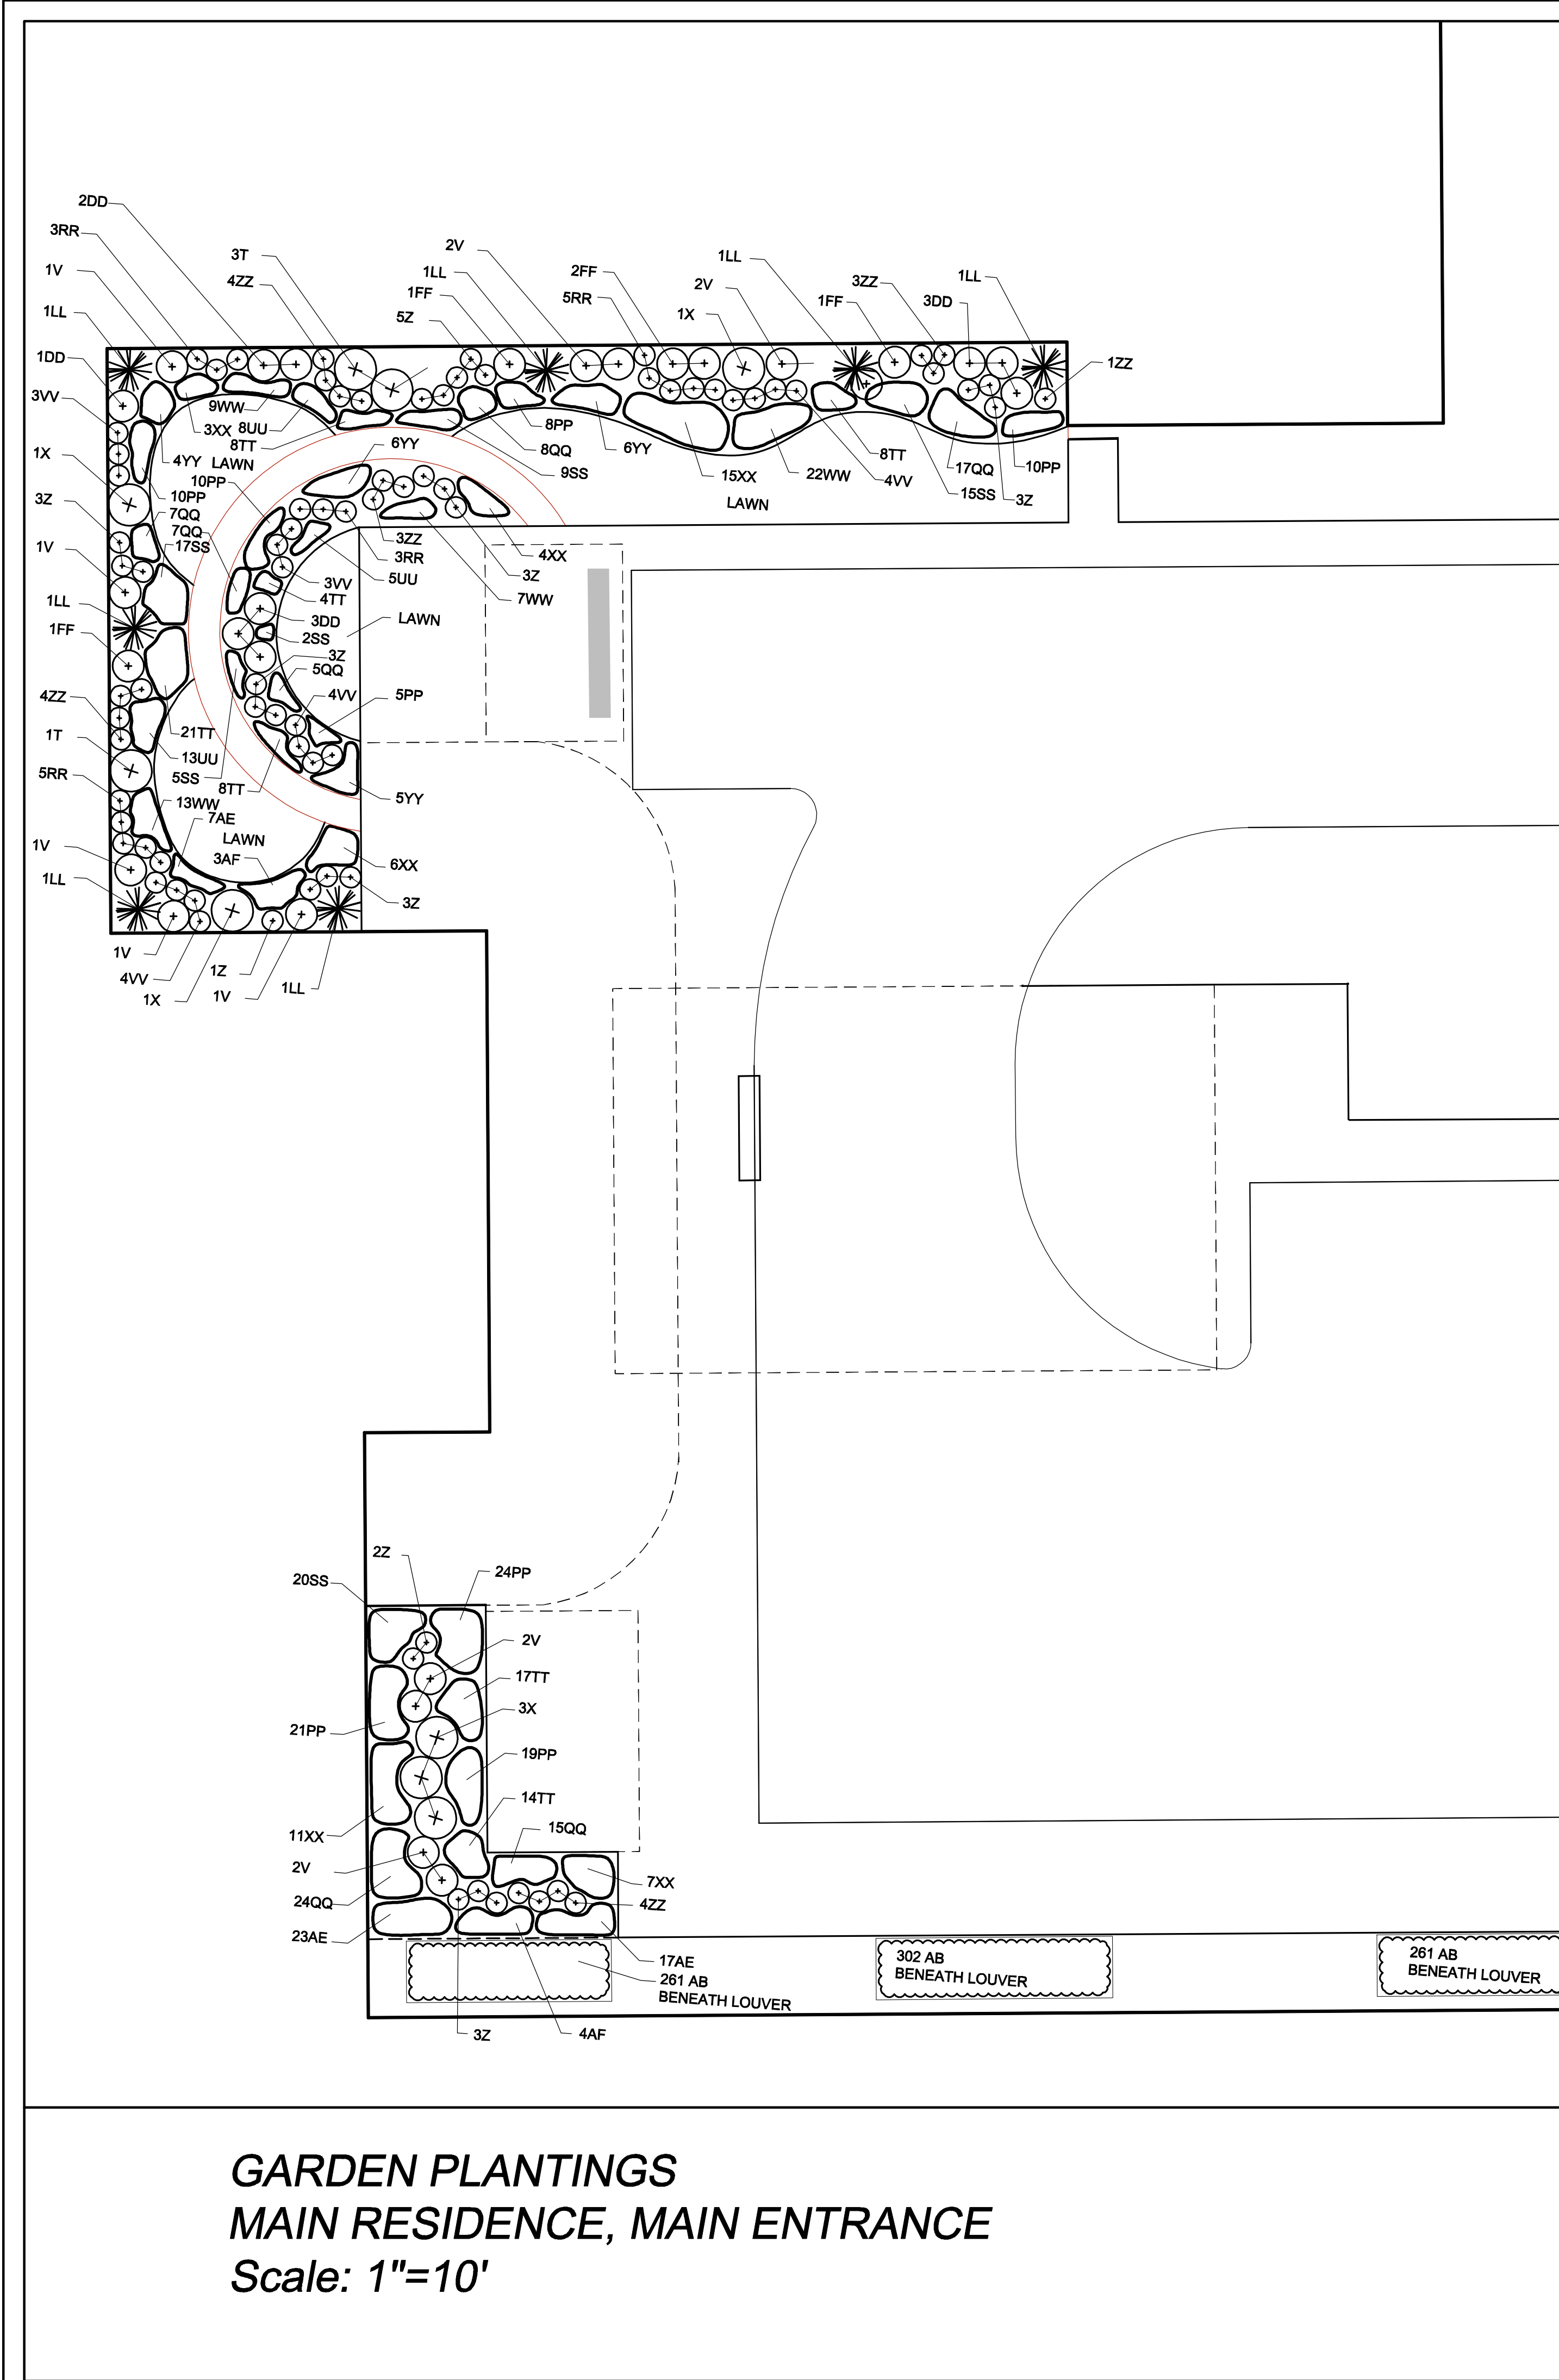 2DD
3RR
1V
1LL
3T
4ZZ
2V
1LL
1FF
5Z
2FF
5RR
1LL
2V
1X
1FF
3ZZ
3DD
1LL
1ZZ
1DD
3VV
1X
3Z
1V
1LL
1FF
4ZZ
1T
5RR
1V
1LL
9WW
3XX
8UU
8TT
4YY
LAWN
10PP
10PP
7QQ
7QQ
17SS
6YY
8PP
8QQ
9SS
6YY
15XX
LAWN
22WW
8TT
4VV
17QQ
15SS
10PP
3Z
3ZZ
3RR
5UU
4XX
3Z
7WW
3VV
4TT
3DD
2SS
LAWN
3Z
5QQ
4VV
5PP
21TT
13UU
5SS
8TT
5YY
13WW
7AE
LAWN
3AF
6XX
3Z
1V
4VV
1X
1Z
1V
1LL
2Z
24PP
20SS
2V
17TT
3X
21PP
19PP
14TT
11XX
15QQ
2V
7XX
24QQ
4ZZ
23AE
17AE
261 AB
BENEATH LOUVER
302 AB
BENEATH LOUVER
261 AB
BENEATH LOUVER
3Z
4AF
GARDEN PLANTINGS
MAIN RESIDENCE, MAIN ENTRANCE
Scale: 1"=10'